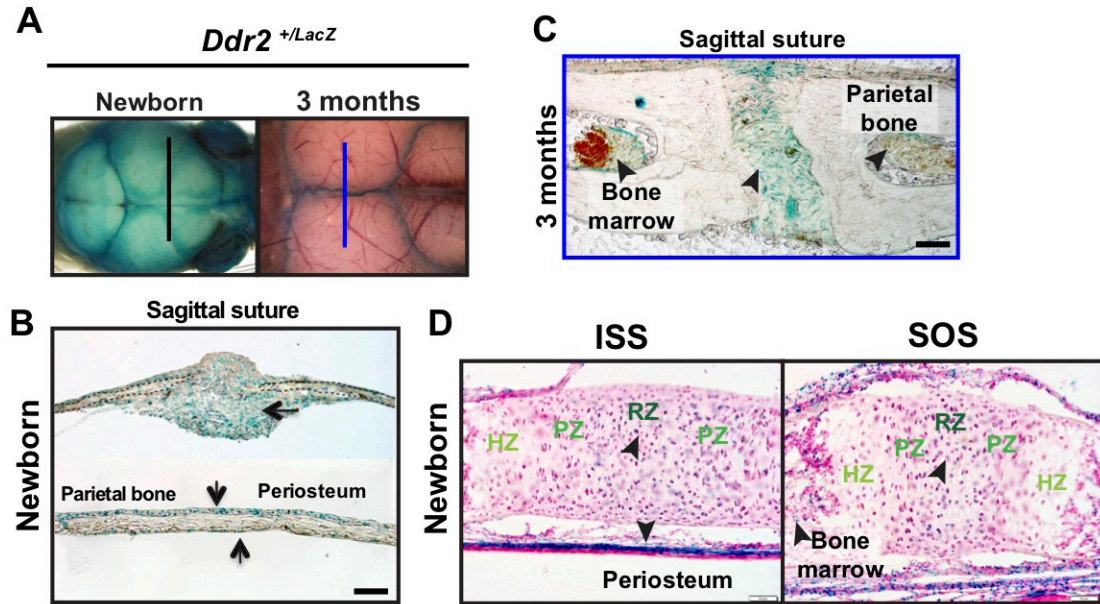 A
Ddr2 +/LacZ
Newborn
3 months
B
Sagittal suture
Newborn
Parietal bone
Periosteum
C
Sagittal suture
3 months
Parietal
bone
Bone
marrow
D
ISS
SOS
HZ
PZ
RZ
PZ
Periosteum
HZ
PZ
RZ
PZ
HZ
Bone
marrow